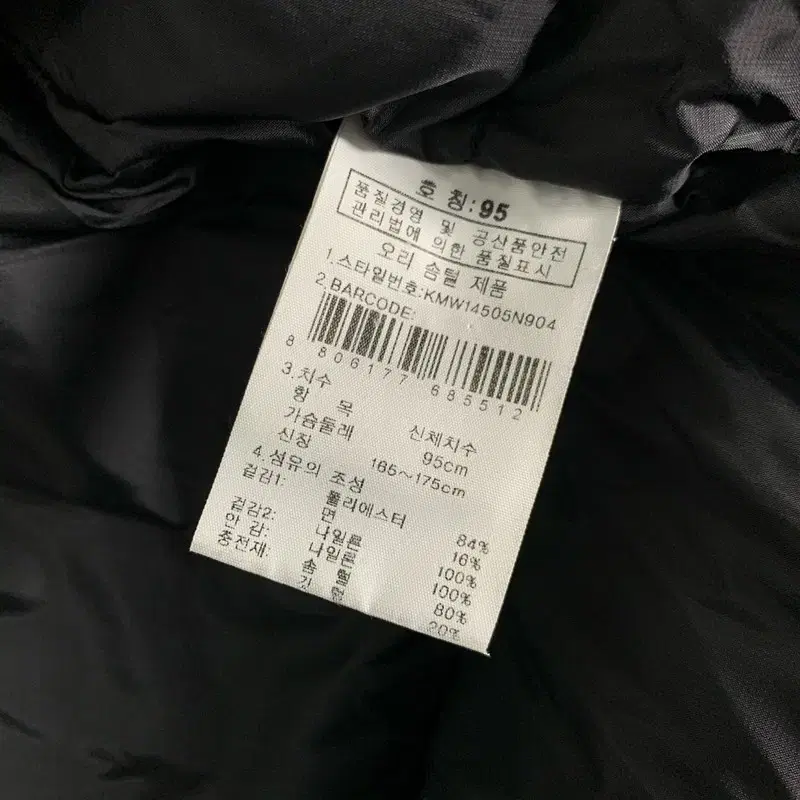 호 칭:95
품질경영 및 공산품안전
관리법에 의한 품질표시
오리 솜털 제품
1.스타일번호:KMW14505N904
2.BARCODE:
8 806177 685512
3.치수
항 목 신체치수
가슴둘레 95cm
신장 165~175cm
4.섬유의 조성
겉감1: 폴리에스터 84%
면 16%
겉감2: 나일론 100%
안 감: 나일론 100%
충전재: 솜 털 80%
깃 털 20%